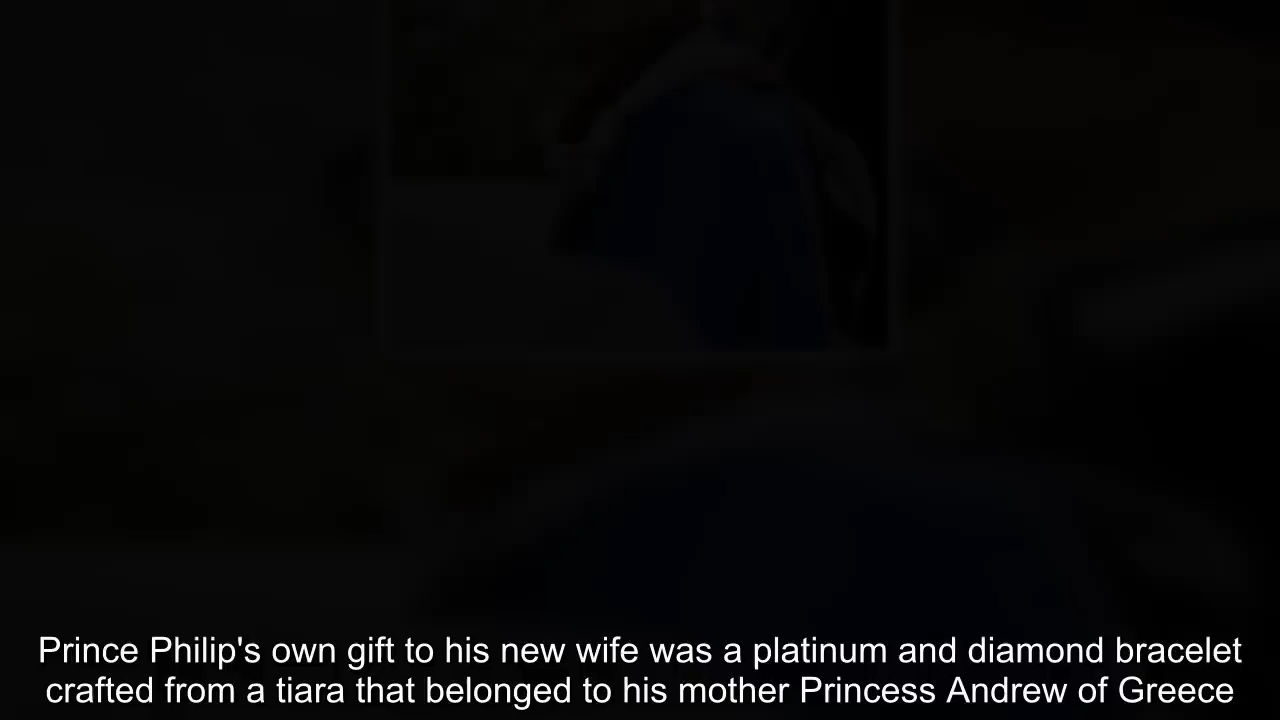 Prince Philip's own gift to his new wife was a platinum and diamond bracelet
crafted from a tiara that belonged to his mother Princess Andrew of Greece